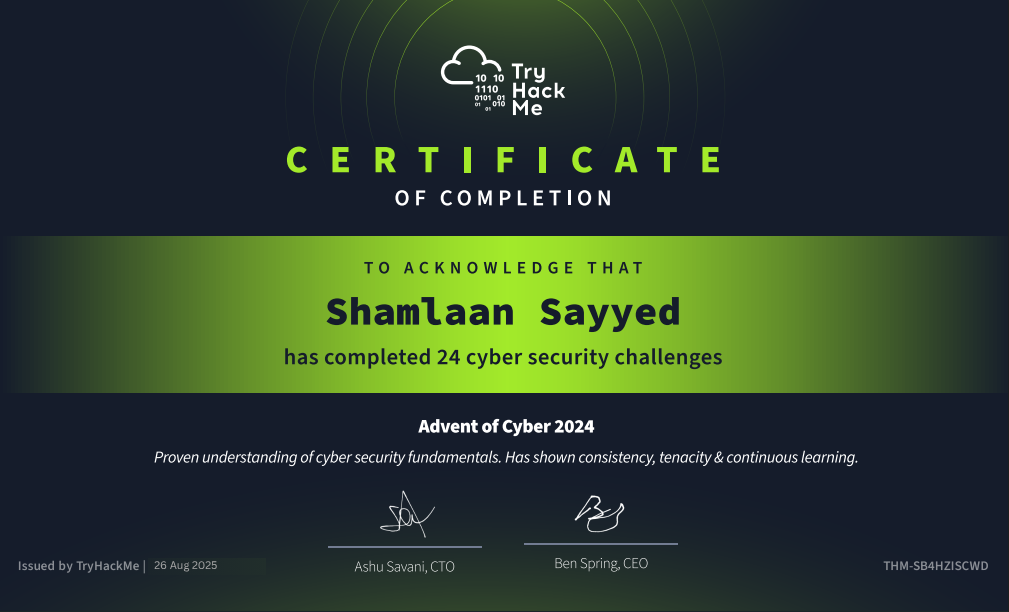 10 10
1110
0101 01
01 010
01
Try
Hack
Me
CERTIFICATE
OF COMPLETION
TO ACKNOWLEDGE THAT
Shamlaan Sayyed
has completed 24 cyber security challenges
Advent of Cyber 2024
Proven understanding of cyber security fundamentals. Has shown consistency, tenacity & continuous learning.
Ashu Savani, CTO
Ben Spring, CEO
Issued by TryHackMe | 26 Aug 2025
THM-SB4HZISCWD